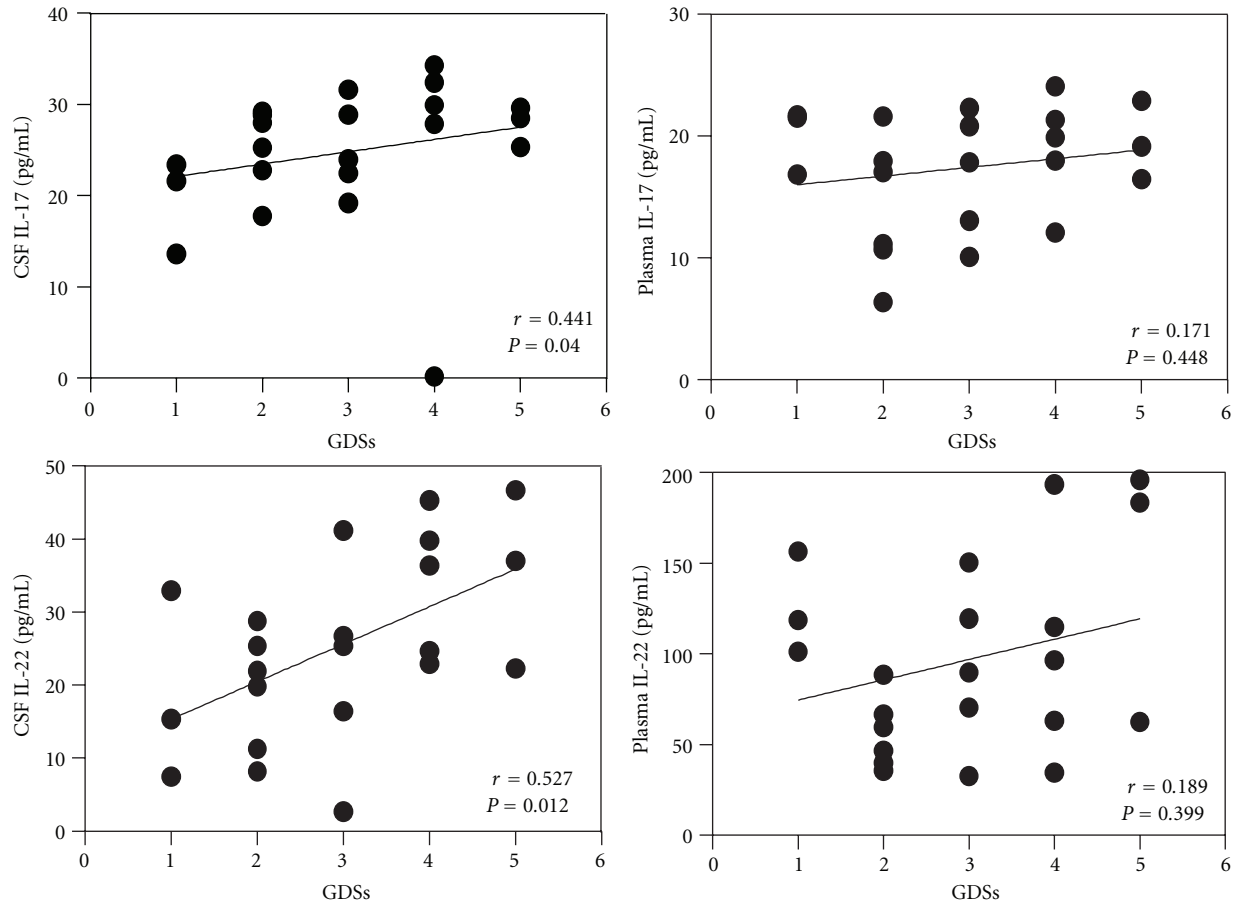 40
30
20
10
0
CSF IL-17 (pg/mL)
r = 0.441
P = 0.04
0 1 2 3 4 5 6
GDSs
30
20
10
0
Plasma IL-17 (pg/mL)
r = 0.171
P = 0.448
0 1 2 3 4 5 6
GDSs
50
40
30
20
10
0
CSF IL-22 (pg/mL)
r = 0.527
P = 0.012
0 1 2 3 4 5 6
GDSs
200
150
100
50
0
Plasma IL-22 (pg/mL)
r = 0.189
P = 0.399
0 1 2 3 4 5 6
GDSs